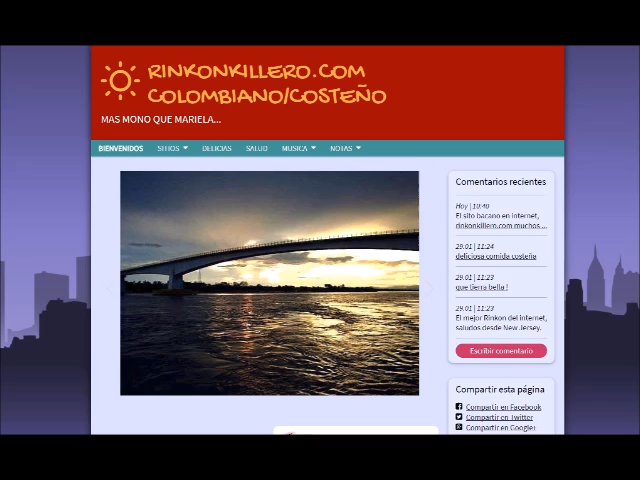 RINKONKILLERO.COM
COLOMBIANO/COSTEÑO
MAS MONO QUE MARIELA...
BIENVENIDOS SITIOS DELICIAS SALUD MUSICA NOTAS
Comentarios recientes
Hoy | 10:40
El sito bacano en internet,
rinkonkillero.com muchos ...
29.01 | 11:24
deliciosa comida costeña
29.01 | 11:23
que tierra bella !
29.01 | 11:23
El mejor Rinkon del internet,
saludos desde New Jersey.
Escribir comentario
Compartir esta página
Compartir en Facebook
Compartir en Twitter
Compartir en Google+